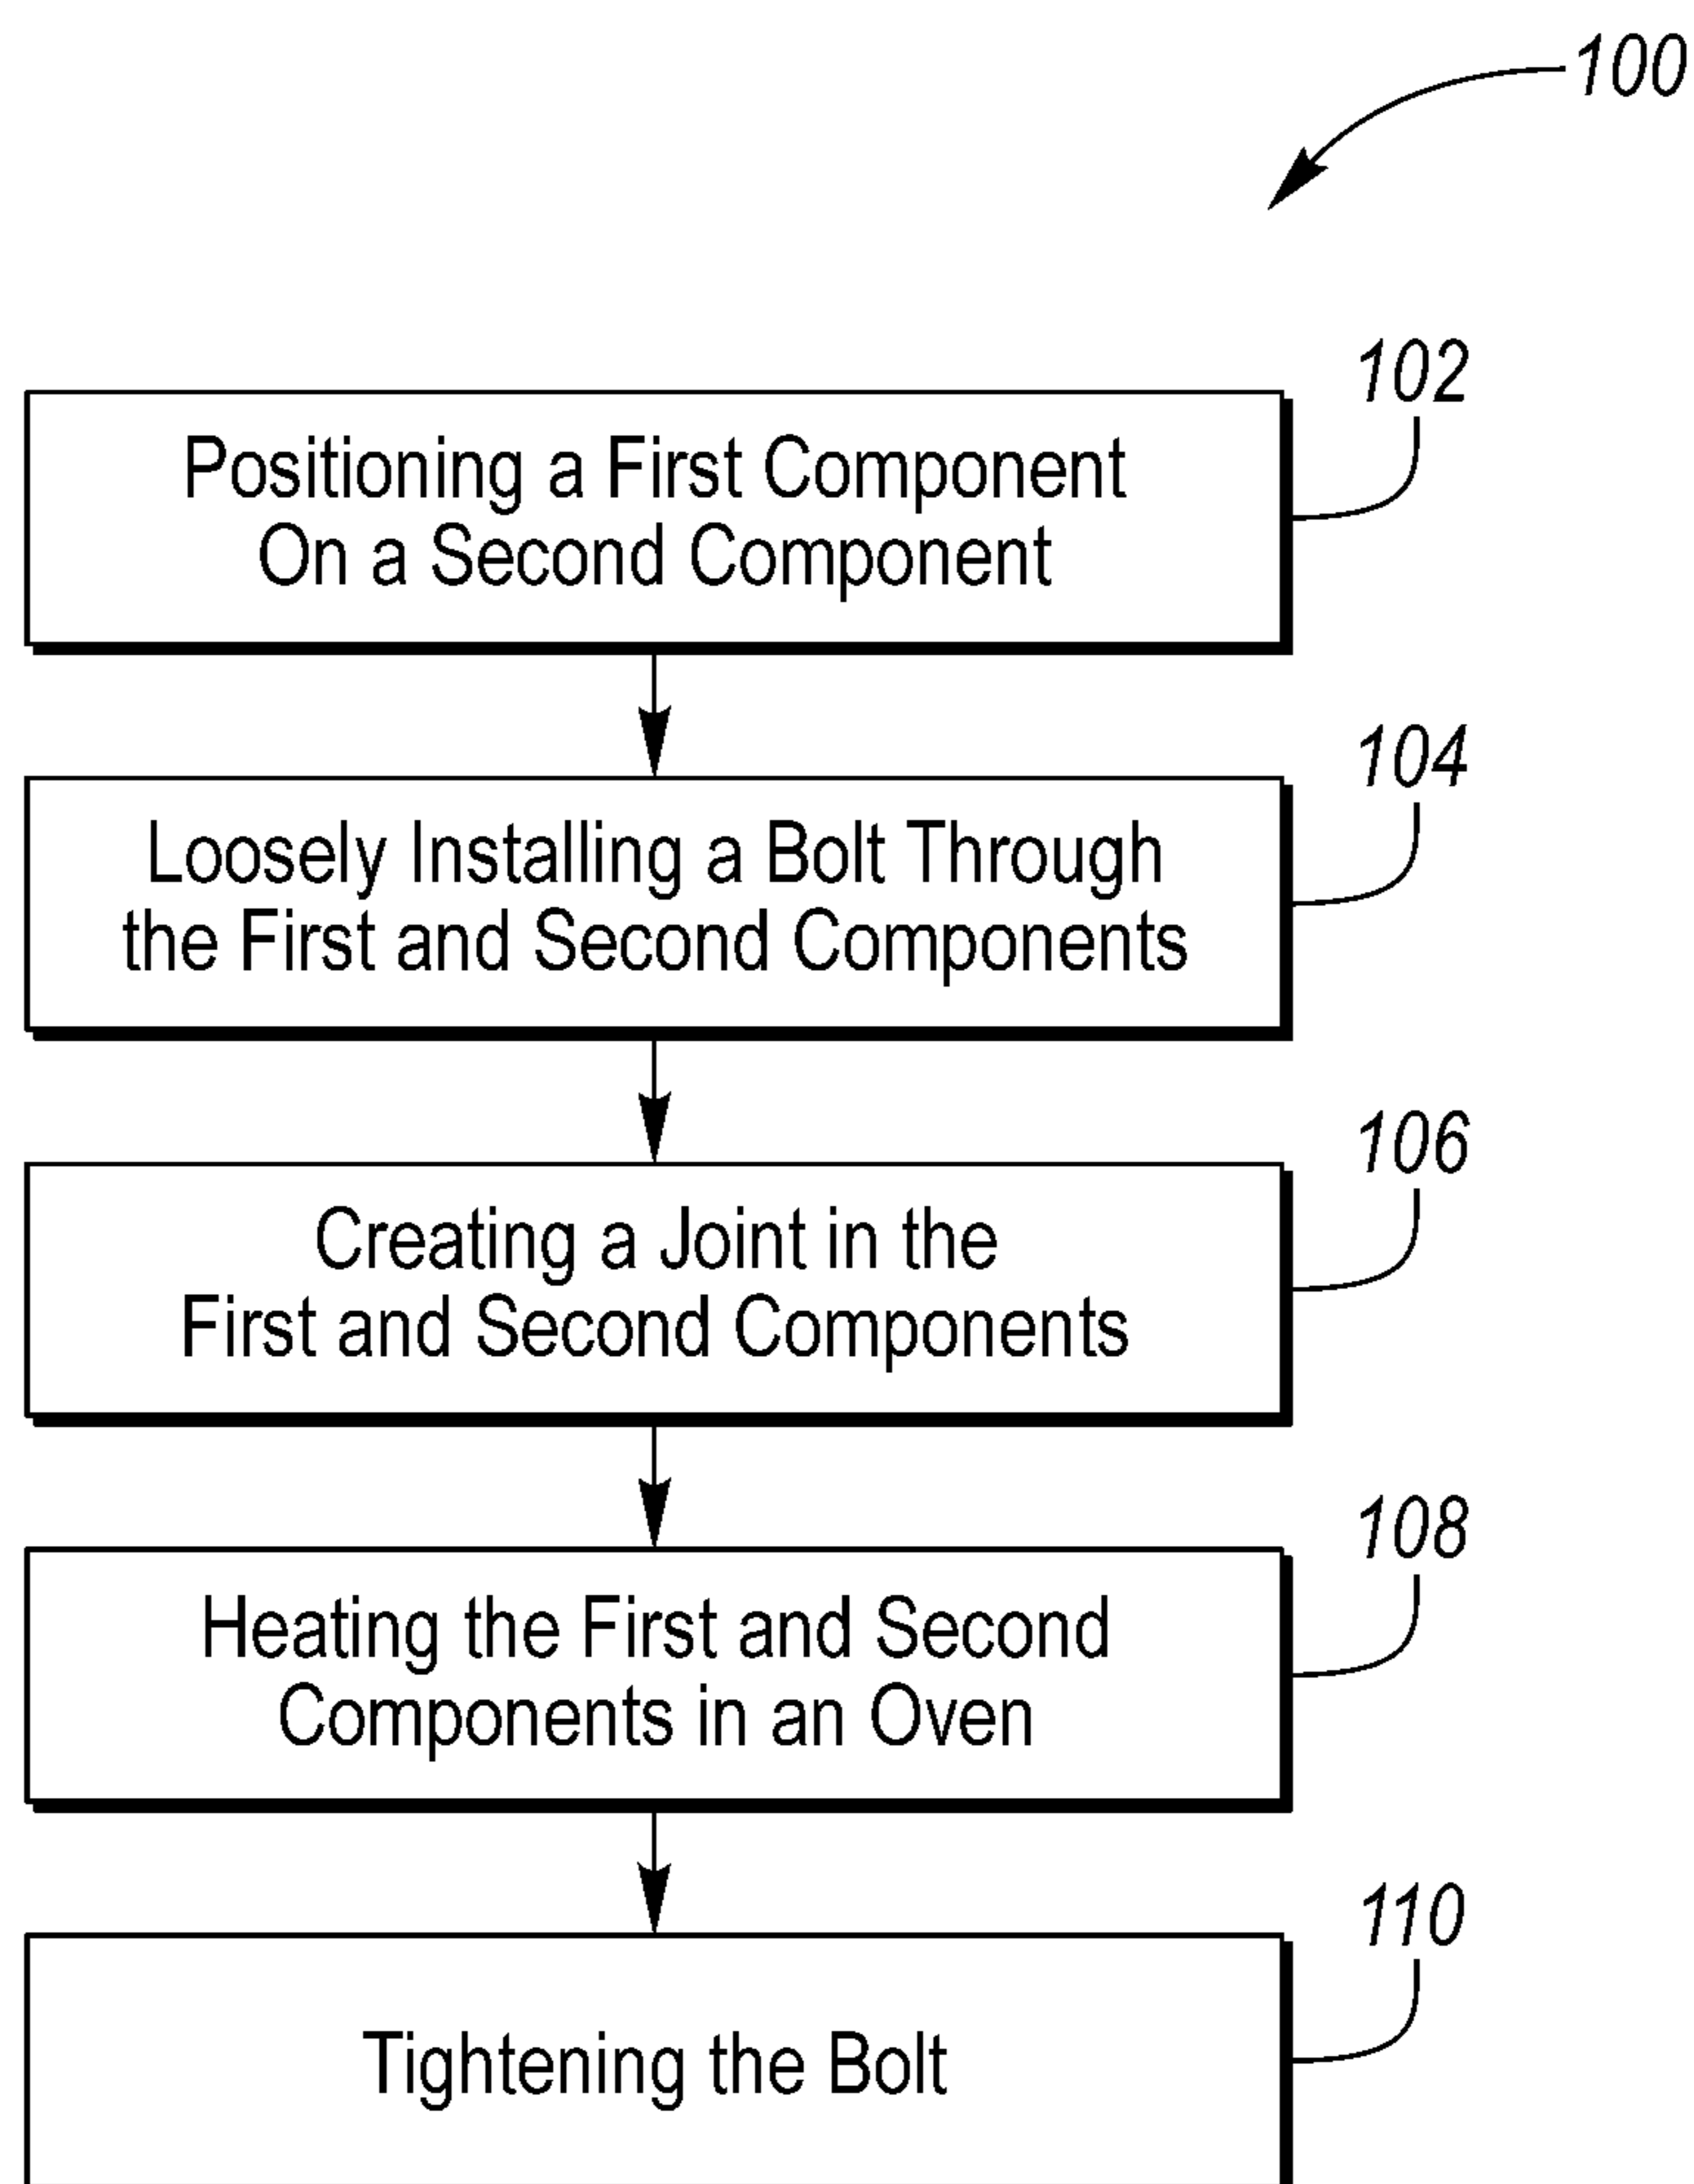 100
102
Positioning a First Component
On a Second Component
104
Loosely Installing a Bolt Through
the First and Second Components
106
Creating a Joint in the
First and Second Components
108
Heating the First and Second
Components in an Oven
110
Tightening the Bolt